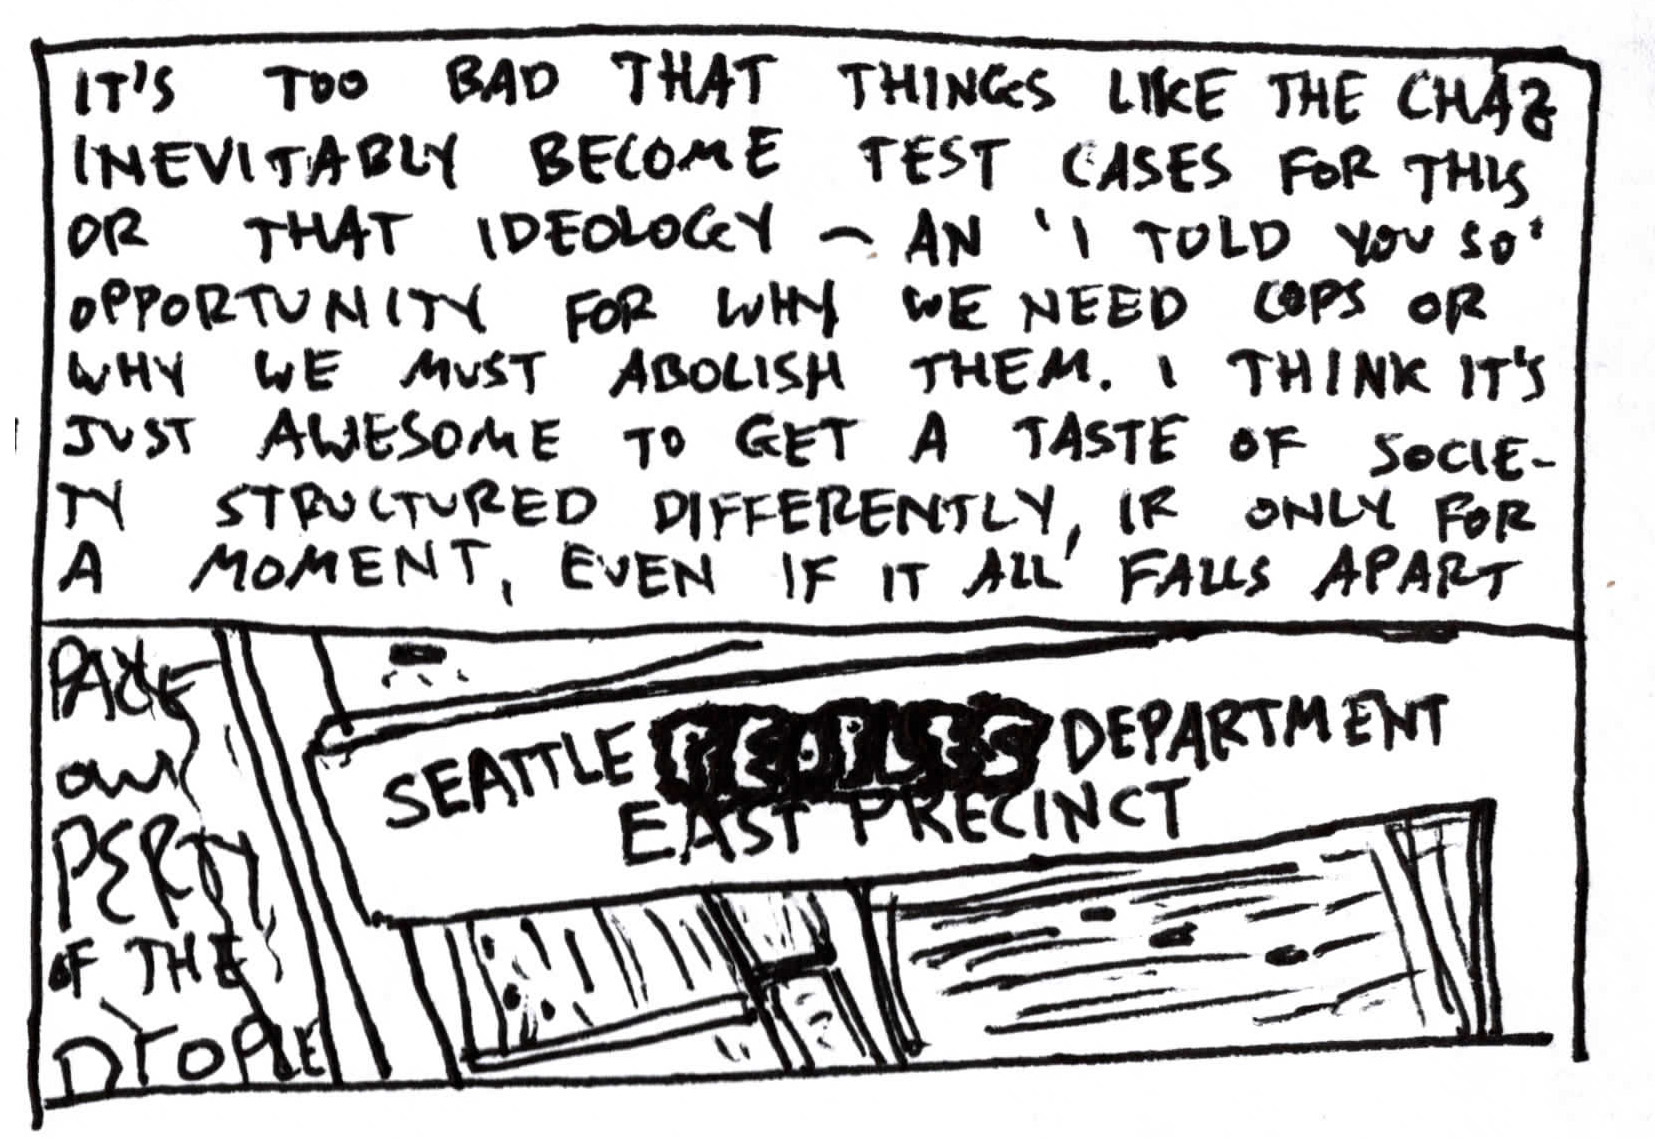 IT'S TOO BAD THAT THINGS LIKE THE CHAZ
INEVITABLY BECOME TEST CASES FOR THIS
OR THAT IDEOLOGY – AN 'I TOLD YOU SO'
OPPORTUNITY FOR WHY WE NEED COPS OR
WHY WE MUST ABOLISH THEM. I THINK IT'S
JUST AWESOME TO GET A TASTE OF SOCIE-
TY STRUCTURED DIFFERENTLY, IF ONLY FOR
A MOMENT, EVEN IF IT ALL FALLS APART
SEATTLE PEOPLES DEPARTMENT
EAST PRECINCT
PERTY
OF THE